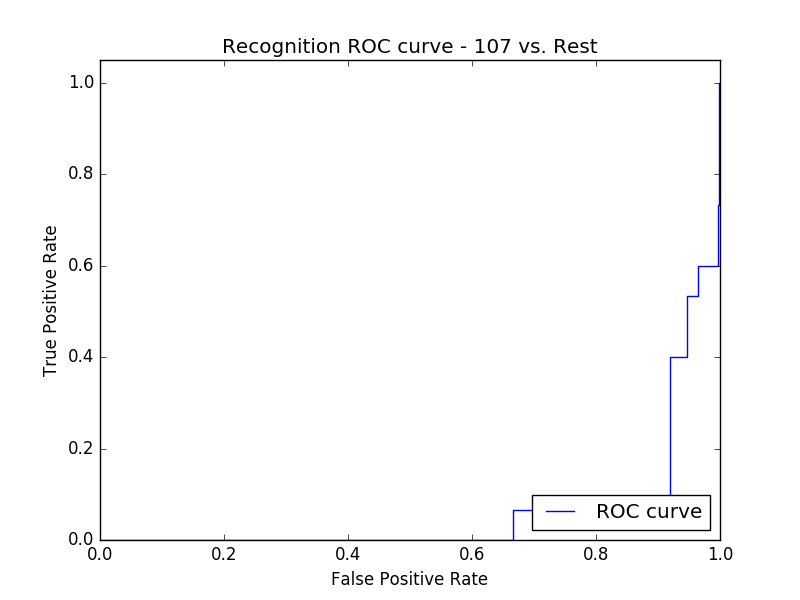 Recognition ROC curve - 107 vs. Rest
1.0
0.8
0.6
0.4
0.2
0.0
True Positive Rate
ROC curve
0.0 0.2 0.4 0.6 0.8 1.0
False Positive Rate